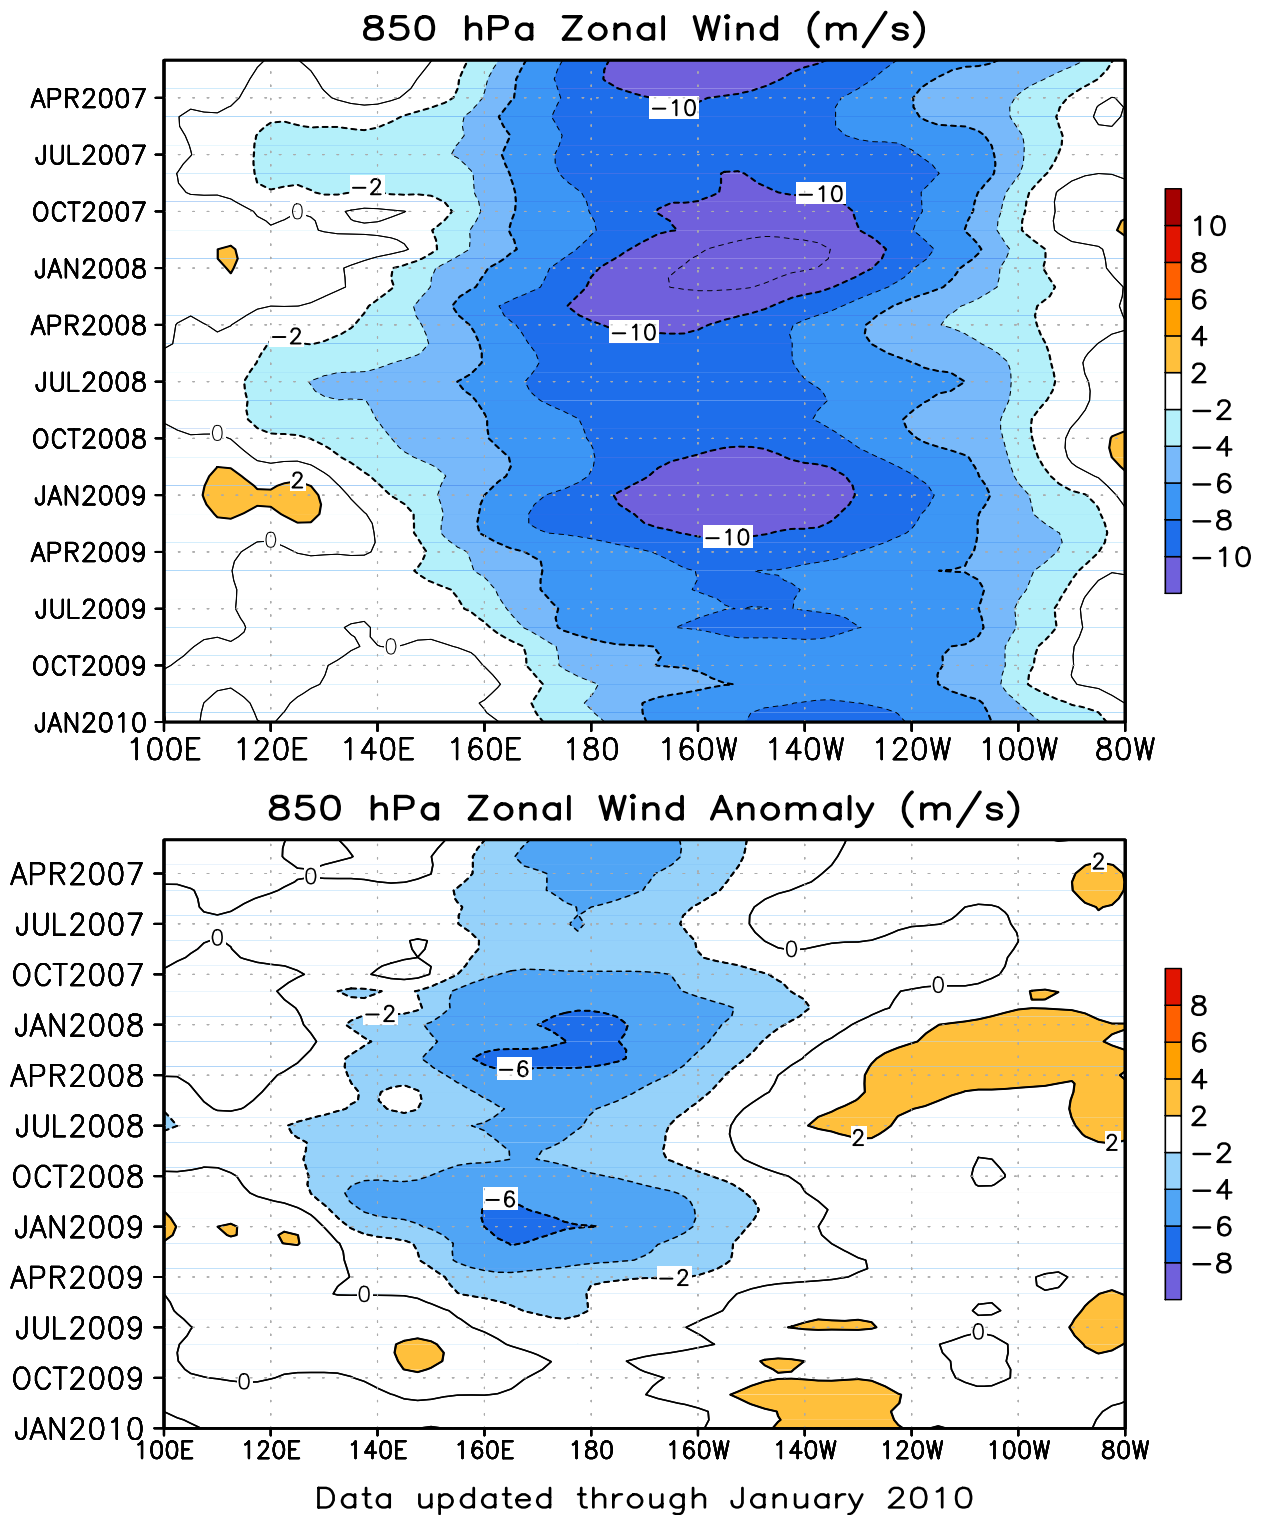 850 hPa Zonal Wind (m/s)
APR2007
JUL2007
OCT2007
JAN2008
APR2008
JUL2008
OCT2008
JAN2009
APR2009
JUL2009
OCT2009
JAN2010
−10
−2
−10
0
−10
−2
0
2
−10
0
0
100E 120E 140E 160E 180 160W 140W 120W 100W 80W
10
8
6
4
2
−2
−4
−6
−8
−10
850 hPa Zonal Wind Anomaly (m/s)
APR2007
JUL2007
OCT2007
JAN2008
APR2008
JUL2008
OCT2008
JAN2009
APR2009
JUL2009
OCT2009
JAN2010
2
0
0
0
0
−2
−6
2
2
−6
−2
0
0
0
100E 120E 140E 160E 180 160W 140W 120W 100W 80W
8
6
4
2
−2
−4
−6
−8
Data updated through January 2010